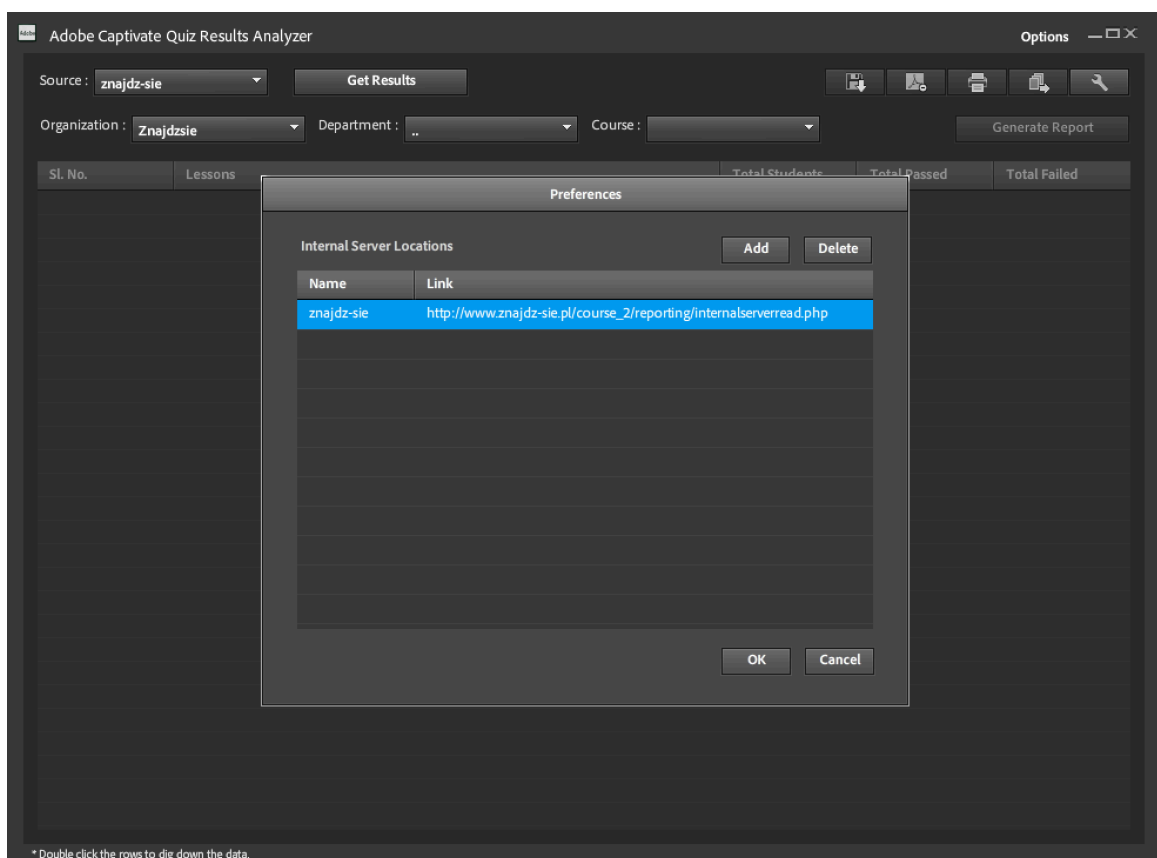 Adobe Adobe Captivate Quiz Results Analyzer Options
Source : znajdz-sie Get Results
Organization : Znajdzsie Department : .. Course : Generate Report
Sl. No. Lessons Total Students Total Passed Total Failed
Preferences
Internal Server Locations Add Delete
Name Link
znajdz-sie http://www.znajdz-sie.pl/course_2/reporting/internalserverread.php
OK Cancel
* Double click the rows to dig down the data.